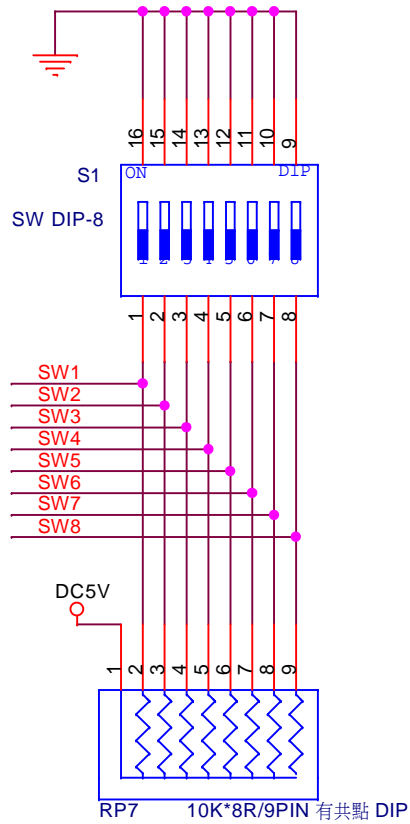 16 15 14 13 12 11 10 9
S1
ON DIP
SW DIP-8
1 2 3 4 5 6 7 8
1 2 3 4 5 6 7 8
SW1
SW2
SW3
SW4
SW5
SW6
SW7
SW8
DC5V
1 2 3 4 5 6 7 8 9
RP7 10K*8R/9PIN 有共點 DIP